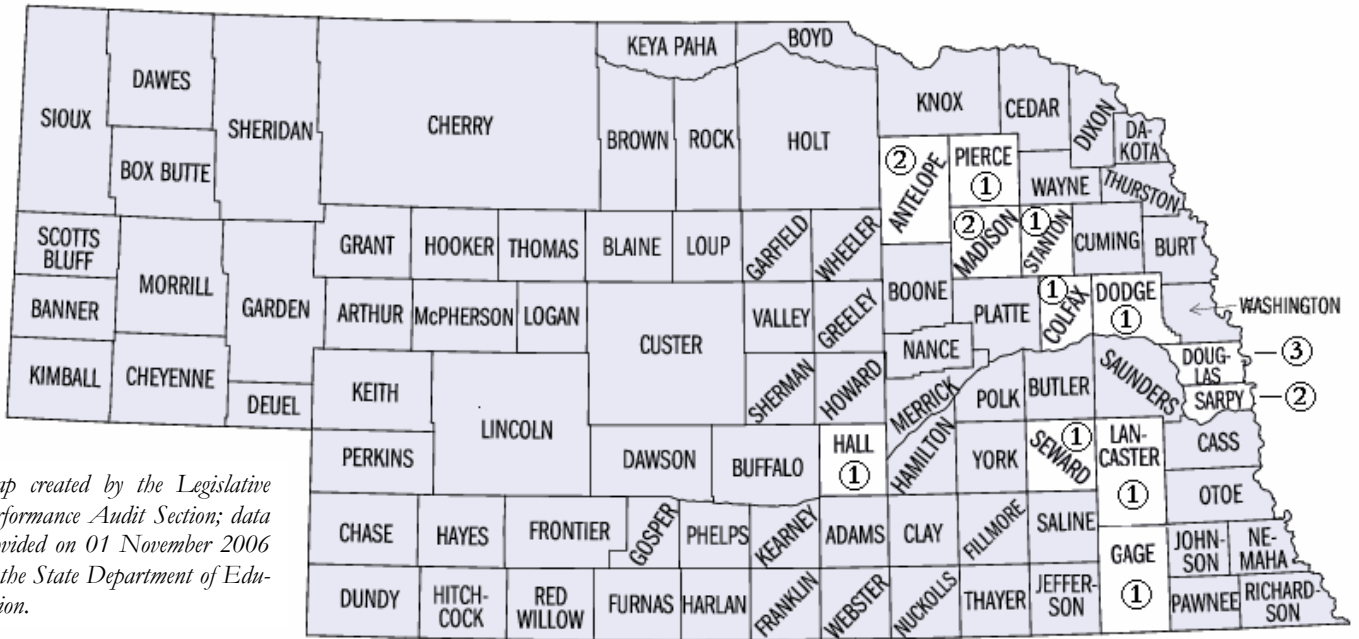 KEYA PAHA
BOYD
DAWES
SIOUX
SHERIDAN
CHERRY
BROWN
ROCK
HOLT
KNOX
CEDAR
DIXON
DA-
KOTA
BOX BUTTE
② ANTELOPE
PIERCE
①
WAYNE
THURSTON
SCOTTS
BLUFF
GRANT
HOOKER
THOMAS
BLAINE
LOUP
GARFIELD
WHEELER
② MADISON
① STANTON
CUMING
BURT
MORRILL
GARDEN
BANNER
ARTHUR
McPHERSON
LOGAN
CUSTER
VALLEY
GREELEY
BOONE
PLATTE
① COLFAX
DODGE
①
WASHINGTON
KIMBALL
CHEYENNE
DEUEL
KEITH
LINCOLN
SHERMAN
HOWARD
NANCE
MERRICK
POLK
BUTLER
SAUNDERS
DOUG-
LAS
③
SARPY
②
PERKINS
DAWSON
BUFFALO
HALL
①
HAMILTON
YORK
① SEWARD
LAN-
CASTER
①
CASS
OTOE
CHASE
HAYES
FRONTIER
GOSPER
PHELPS
KEARNEY
ADAMS
CLAY
FILLMORE
SALINE
GAGE
①
JOHN-
SON
NE-
MAHA
DUNDY
HITCH-
COCK
RED
WILLOW
FURNAS
HARLAN
FRANKLIN
WEBSTER
NUCKOLLS
THAYER
JEFFER-
SON
PAWNEE
RICHARD-
SON
created by the Legislative
Audit Section; data
on 01 November 2006
the State Department of Edu-